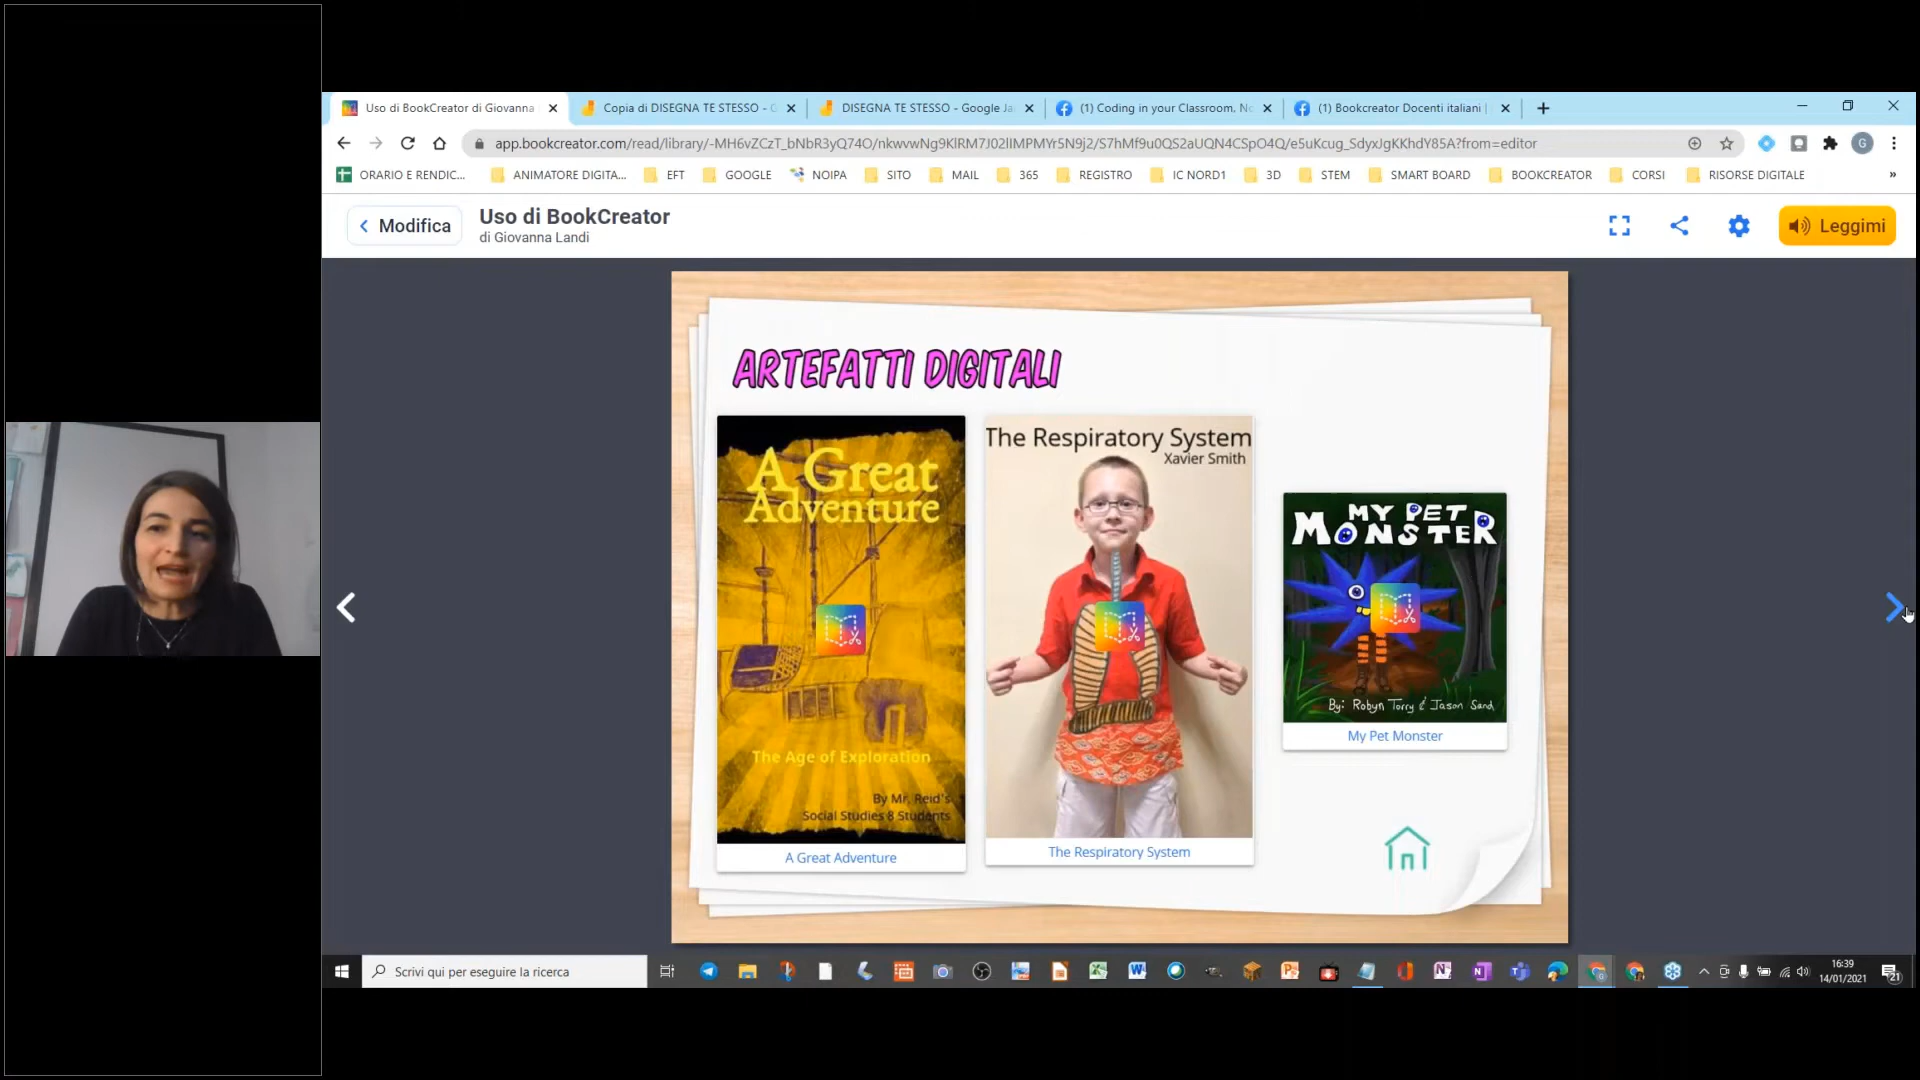 Uso di BookCreator di Giovanna
Copia di DISEGNA TE STESSO - G
DISEGNA TE STESSO - Google Ja
(1) Coding in your Classroom, No
(1) Bookcreator Docenti italiani |
app.bookcreator.com/read/library/-MH6vZCzT_bNbR3yQ74O/nkwvwNg9KlRM7J02lIMPMYr5N9j2/S7hMf9u0QS2aUQN4CSpO4Q/e5uKcug_SdyxJgKKhdY85A?from=editor
G
ORARIO E RENDIC...
ANIMATORE DIGITA...
EFT
GOOGLE
NOIPA
SITO
MAIL
365
REGISTRO
IC NORD1
3D
STEM
SMART BOARD
BOOKCREATOR
CORSI
RISORSE DIGITALE
»
Modifica
Uso di BookCreator
di Giovanna Landi
Leggimi
ARTEFATTI DIGITALI
A Great
Adventure
The Age of Exploration
By Mr. Reid's
Social Studies 8 Students
A Great Adventure
The Respiratory System
Xavier Smith
The Respiratory System
MY PET
MONSTER
By: Robyn Torry & Jason Sand
My Pet Monster
Scrivi qui per eseguire la ricerca
16:39
14/01/2021
21